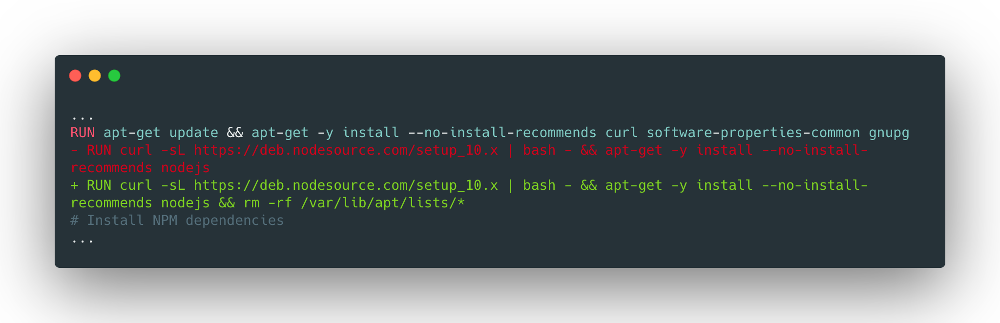 ...
RUN apt-get update && apt-get -y install --no-install-recommends curl software-properties-common gnupg
- RUN curl -sL https://deb.nodesource.com/setup_10.x | bash - && apt-get -y install --no-install-
recommends nodejs
+ RUN curl -sL https://deb.nodesource.com/setup_10.x | bash - && apt-get -y install --no-install-
recommends nodejs && rm -rf /var/lib/apt/lists/*
# Install NPM dependencies
...